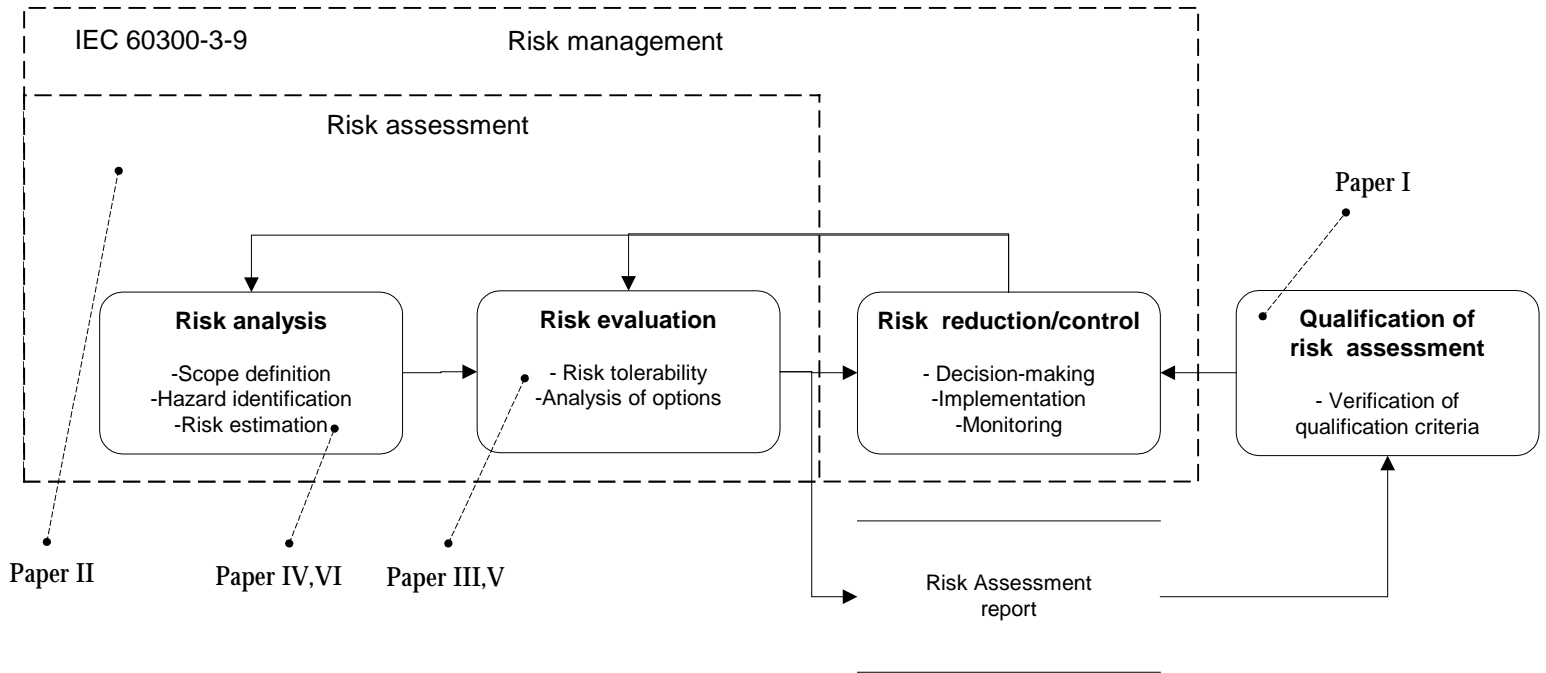 IEC 60300-3-9
Risk management
Risk assessment
Paper I
Risk analysis
-Scope definition
-Hazard identification
-Risk estimation
Risk evaluation
- Risk tolerability
-Analysis of options
Risk reduction/control
- Decision-making
-Implementation
-Monitoring
Qualification of
risk assessment
- Verification of
qualification criteria
Paper II
Paper IV,VI
Paper III,V
Risk Assessment
report